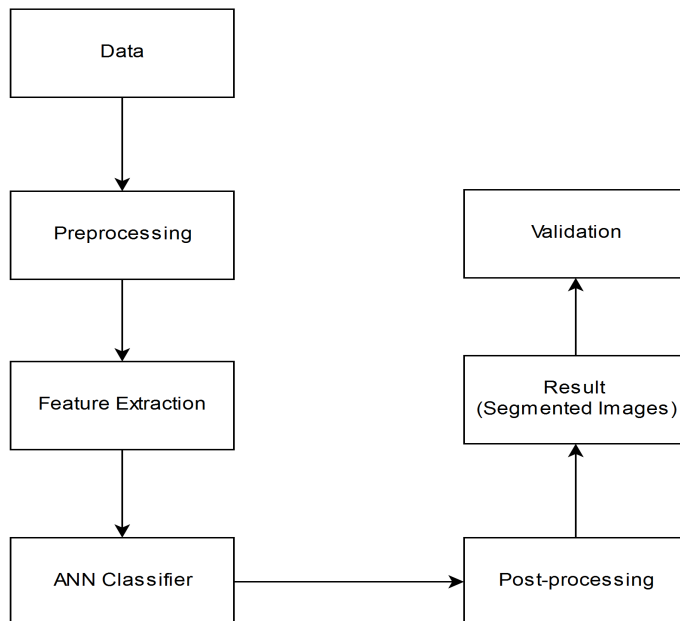 Data
Preprocessing
Feature Extraction
ANN Classifier
Post-processing
Result
(Segmented Images)
Validation